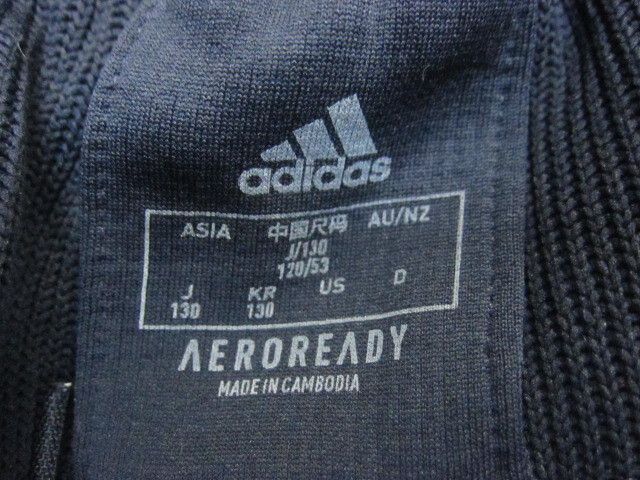 adidas
ASIA 中国尺码 AU/NZ
J/130
120/53
J KR US D
130 130
AEROREADY
MADE IN CAMBODIA